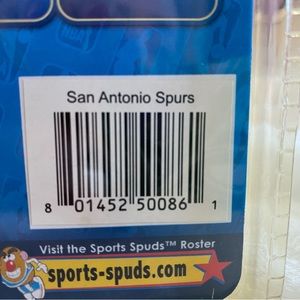 San Antonio Spurs
8 01452 50086 1
Visit the Sports Spuds™ Roster
sports-spuds.com